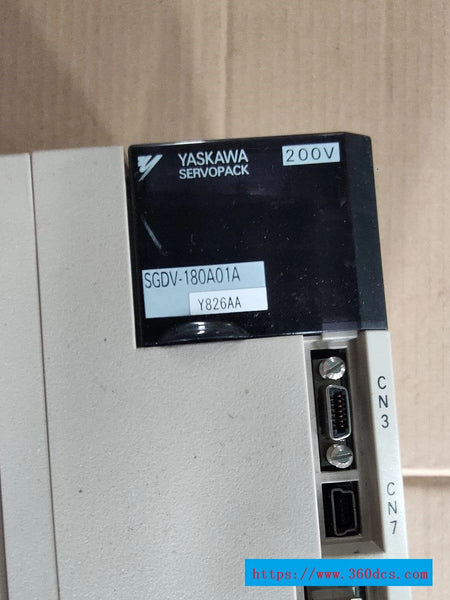 YASKAWA
SERVOPACK
200V
SGDV-180A01A
Y826AA
CN3
CN7
https://www.360dcs.com